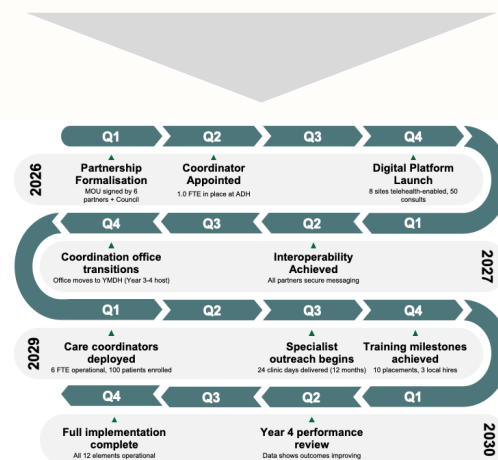 Q1 Q2 Q3 Q4
2026
Partnership Coordinator Digital Platform
Formalisation Appointed Launch
MOU signed by 6 1.0 FTE in place at ADH 8 sites telehealth-enabled, 50
partners + Council consults
Q4 Q3 Q2 Q1
Coordination office Interoperability
transitions Achieved
Office moves to YMDH (Year 3-4 host) All partners secure messaging
2027
Q1 Q2 Q3 Q4
2029
Care coordinators Specialist Training milestones
deployed outreach begins achieved
6 FTE operational, 100 patients enrolled 24 clinic days delivered (12 months) 10 placements, 3 local hires
Q4 Q3 Q2 Q1
Full implementation Year 4 performance
complete review
All 12 elements operational Data shows outcomes improving
2030